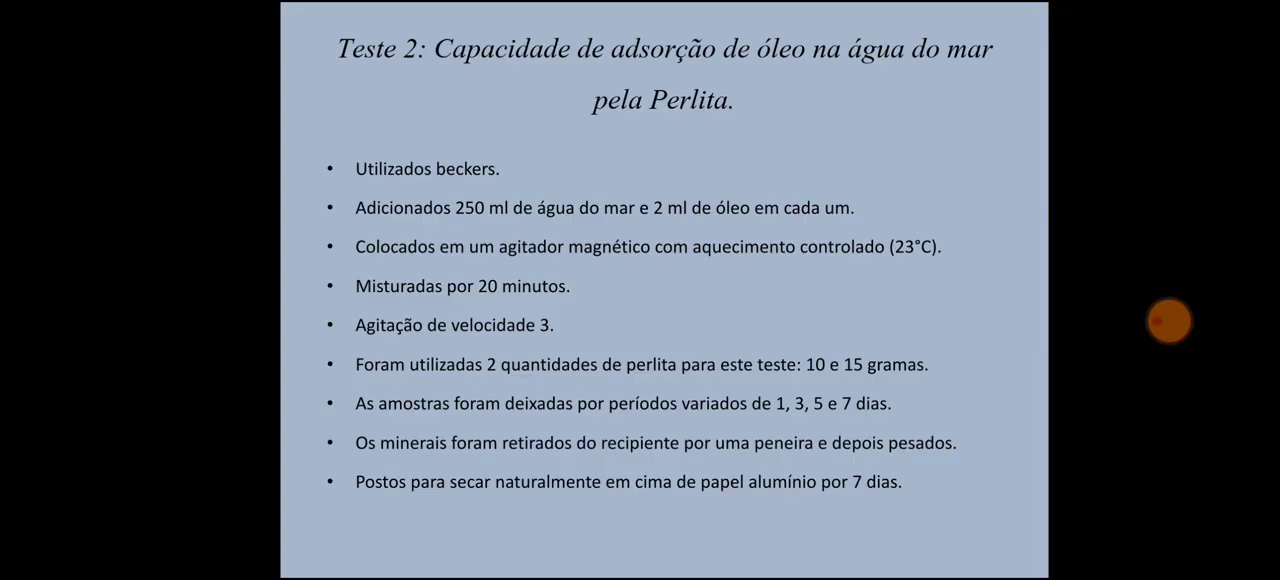 Teste 2: Capacidade de adsorção de óleo na água do mar
pela Perlita.
• Utilizados beckers.
• Adicionados 250 ml de água do mar e 2 ml de óleo em cada um.
• Colocados em um agitador magnético com aquecimento controlado (23°C).
• Misturadas por 20 minutos.
• Agitação de velocidade 3.
• Foram utilizadas 2 quantidades de perlita para este teste: 10 e 15 gramas.
• As amostras foram deixadas por períodos variados de 1, 3, 5 e 7 dias.
• Os minerais foram retirados do recipiente por uma peneira e depois pesados.
• Postos para secar naturalmente em cima de papel alumínio por 7 dias.